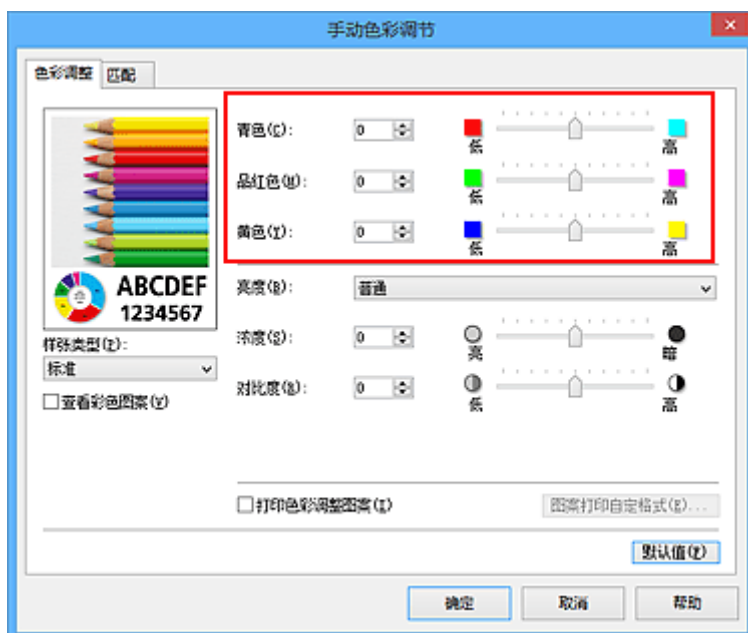 手动色彩调节
色彩调整 匹配
青色(C): 0 低 高
品红色(M): 0 低 高
黄色(Y): 0 低 高
ABCDEF
1234567
亮度(B): 普通
样张类型(Z):
标准
浓度(S): 0 亮 暗
查看彩色图案(Y)
对比度(R): 0 低 高
打印色彩调整图案(I) 图案打印自定格式(E)...
默认值(F)
确定 取消 帮助